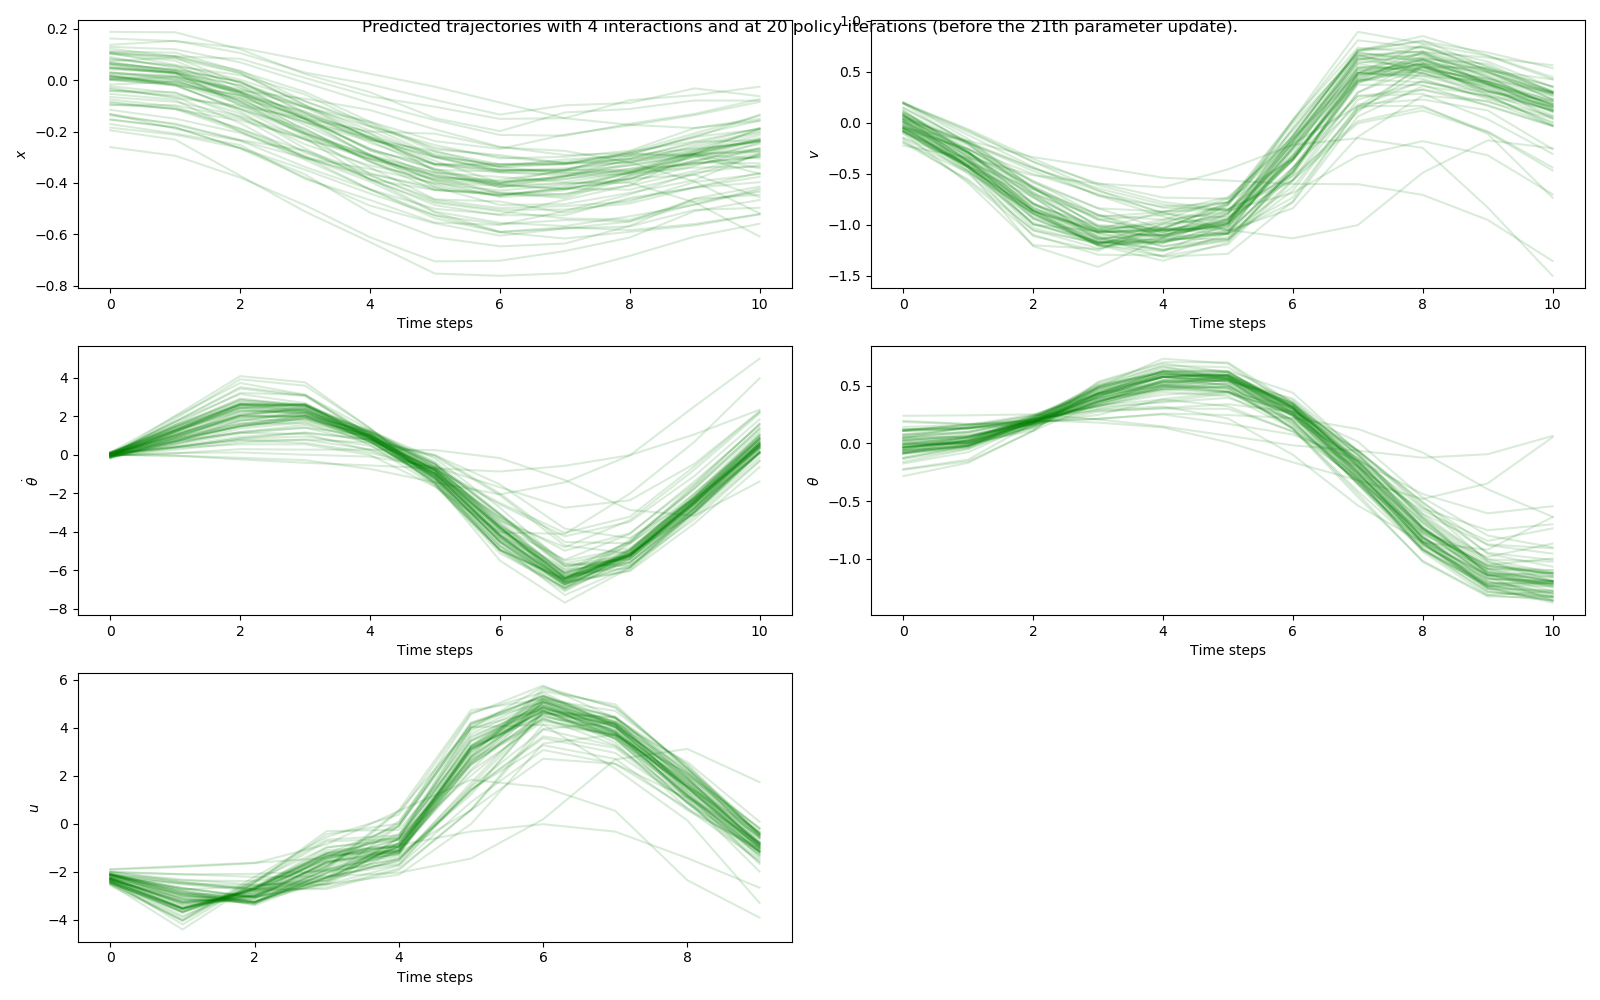 Predicted trajectories with 4 interactions and at 20 policy iterations (before the 21th parameter update).
0.2
0.0
−0.2
−0.4
−0.6
−0.8
x
0 2 4 6 8 10
Time steps
1.0
0.5
0.0
−0.5
−1.0
−1.5
v
0 2 4 6 8 10
Time steps
4
2
0
−2
−4
−6
−8
θ̇
0 2 4 6 8 10
Time steps
0.5
0.0
−0.5
−1.0
θ
0 2 4 6 8 10
Time steps
6
4
2
0
−2
−4
u
0 2 4 6 8
Time steps